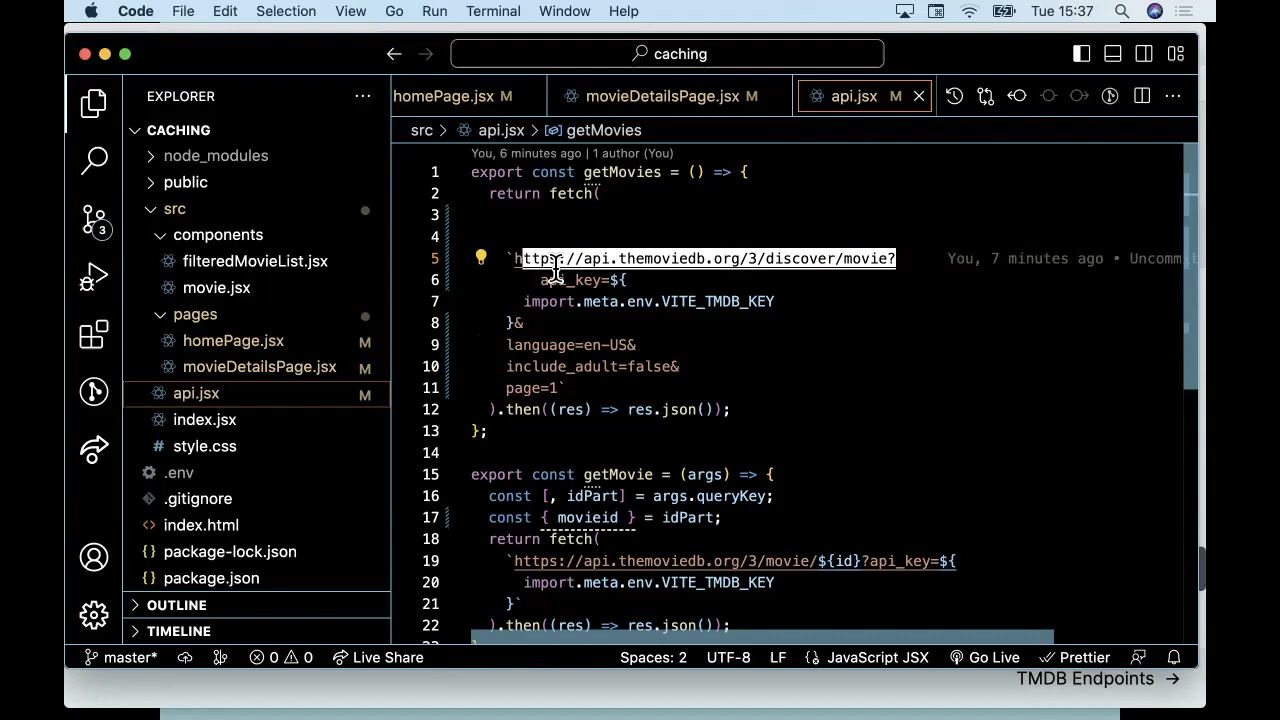 Code File Edit Selection View Go Run Terminal Window Help Tue 15:37
caching
EXPLORER
homePage.jsx M
movieDetailsPage.jsx M
api.jsx M
src > api.jsx > getMovies
CACHING
node_modules
public
src
components
filteredMovieList.jsx
movie.jsx
pages
homePage.jsx M
movieDetailsPage.jsx M
api.jsx M
index.jsx
# style.css
.env
.gitignore
<> index.html
{} package-lock.json
{} package.json
OUTLINE
TIMELINE
3
You, 6 minutes ago | 1 author (You)
1 export const getMovies = () => {
2 return fetch(
3
4
5 `https://api.themoviedb.org/3/discover/movie? You, 7 minutes ago • Uncommit
6 api_key=${
7 import.meta.env.VITE_TMDB_KEY
8 }&
9 language=en-US&
10 include_adult=false&
11 page=1`
12 ).then((res) => res.json());
13 };
14
15 export const getMovie = (args) => {
16 const [, idPart] = args.queryKey;
17 const { movieid } = idPart;
18 return fetch(
19 `https://api.themoviedb.org/3/movie/${id}?api_key=${
20 import.meta.env.VITE_TMDB_KEY
21 }`
22 ).then((res) => res.json());
master* 0 0 Live Share Spaces: 2 UTF-8 LF {} JavaScript JSX Go Live Prettier
TMDB Endpoints →